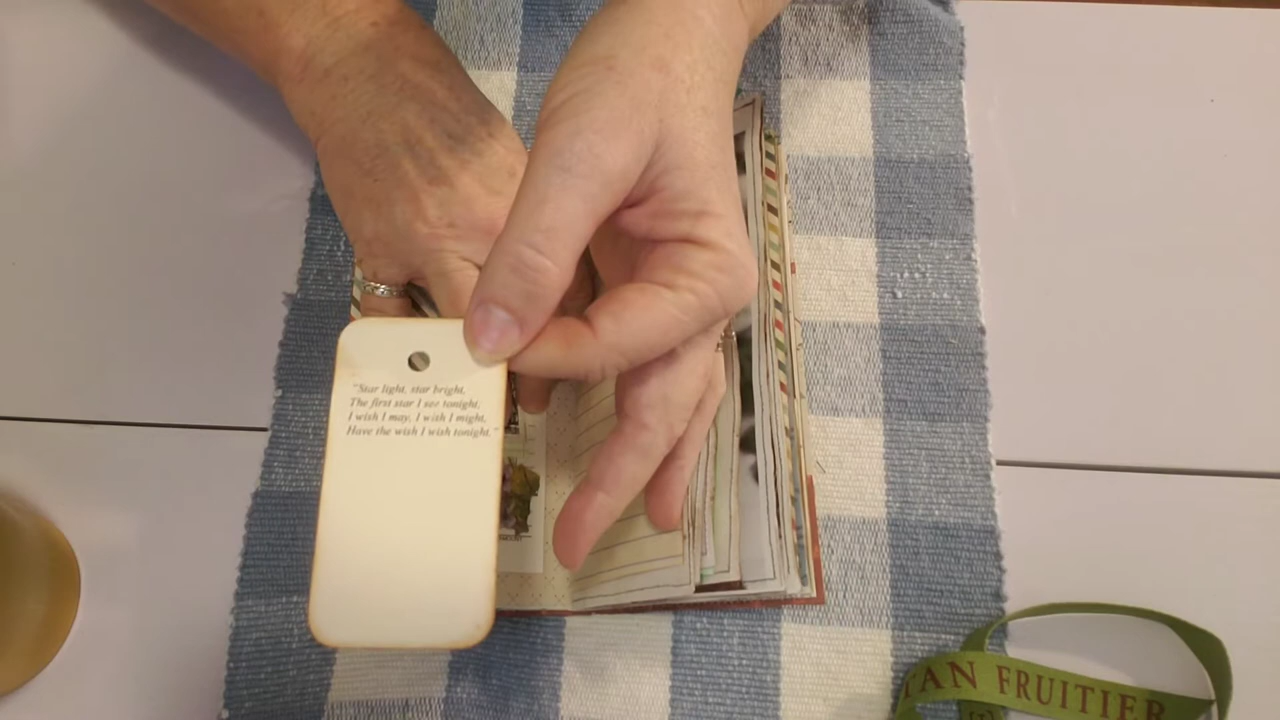 "Star light, star bright,
The first star I see tonight,
I wish I may, I wish I might,
Have the wish I wish tonight."
TAN FRUITIER